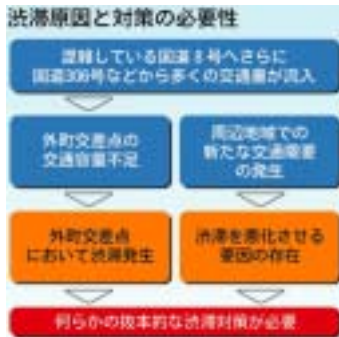 渋滞原因と対策の必要性
混雑している国道8号へさらに
国道306号などから多くの交通量が流入
外町交差点の
交通容量不足
周辺地域での
新たな交通需要
の発生
外町交差点
において渋滞発生
渋滞を悪化させる
要因の存在
何らかの抜本的な渋滞対策が必要